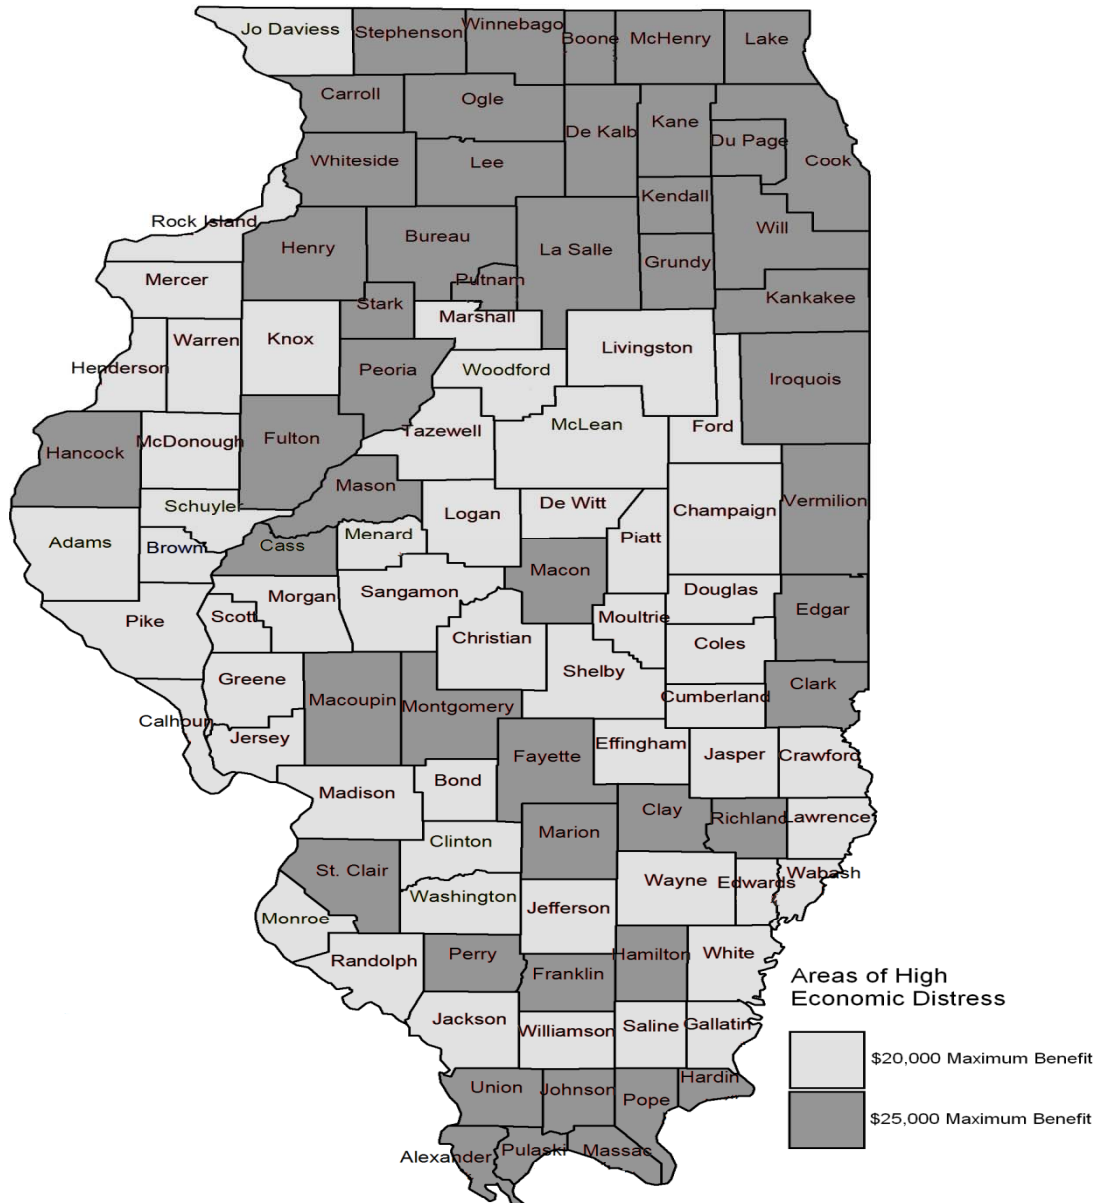 Jo Daviess
Stephenson
Winnebago
Boone
McHenry
Lake
Carroll
Ogle
De Kalb
Kane
Du Page
Cook
Whiteside
Lee
Kendall
Rock Island
Henry
Bureau
La Salle
Will
Grundy
Mercer
Putnam
Kankakee
Stark
Marshall
Warren
Knox
Livingston
Henderson
Peoria
Woodford
Iroquois
Hancock
McDonough
Fulton
Tazewell
McLean
Ford
Mason
Schuyler
Logan
De Witt
Champaign
Vermilion
Adams
Brown
Cass
Menard
Piatt
Macon
Pike
Scott
Morgan
Sangamon
Moultrie
Douglas
Edgar
Christian
Coles
Shelby
Greene
Macoupin
Montgomery
Cumberland
Clark
Calhoun
Jersey
Fayette
Effingham
Jasper
Crawford
Madison
Bond
Clay
Richland
Lawrence
Clinton
Marion
St. Clair
Washington
Wayne
Edwards
Wabash
Monroe
Jefferson
Randolph
Perry
Franklin
Hamilton
White
Jackson
Williamson
Saline
Gallatin
Union
Johnson
Pope
Hardin
Alexander
Pulaski
Massac
Areas of High
Economic Distress
$20,000 Maximum Benefit
$25,000 Maximum Benefit